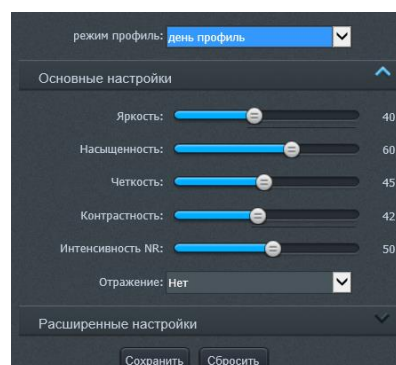 режим профиль: день профиль
Основные настройки
Яркость: 40
Насыщенность: 60
Четкость: 45
Контрастность: 42
Интенсивность NR: 50
Отражение: Нет
Расширенные настройки
Сохранить Сбросить